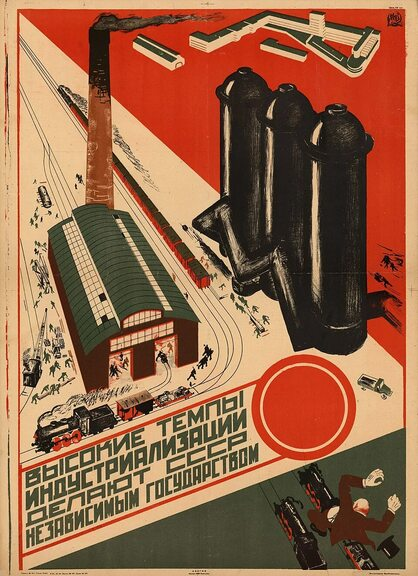 ВЫСОКИЕ ТЕМПЫ
ИНДУСТРИАЛИЗАЦИИ
ДЕЛАЮТ СССР
НЕЗАВИСИМЫМ ГОСУДАРСТВОМ